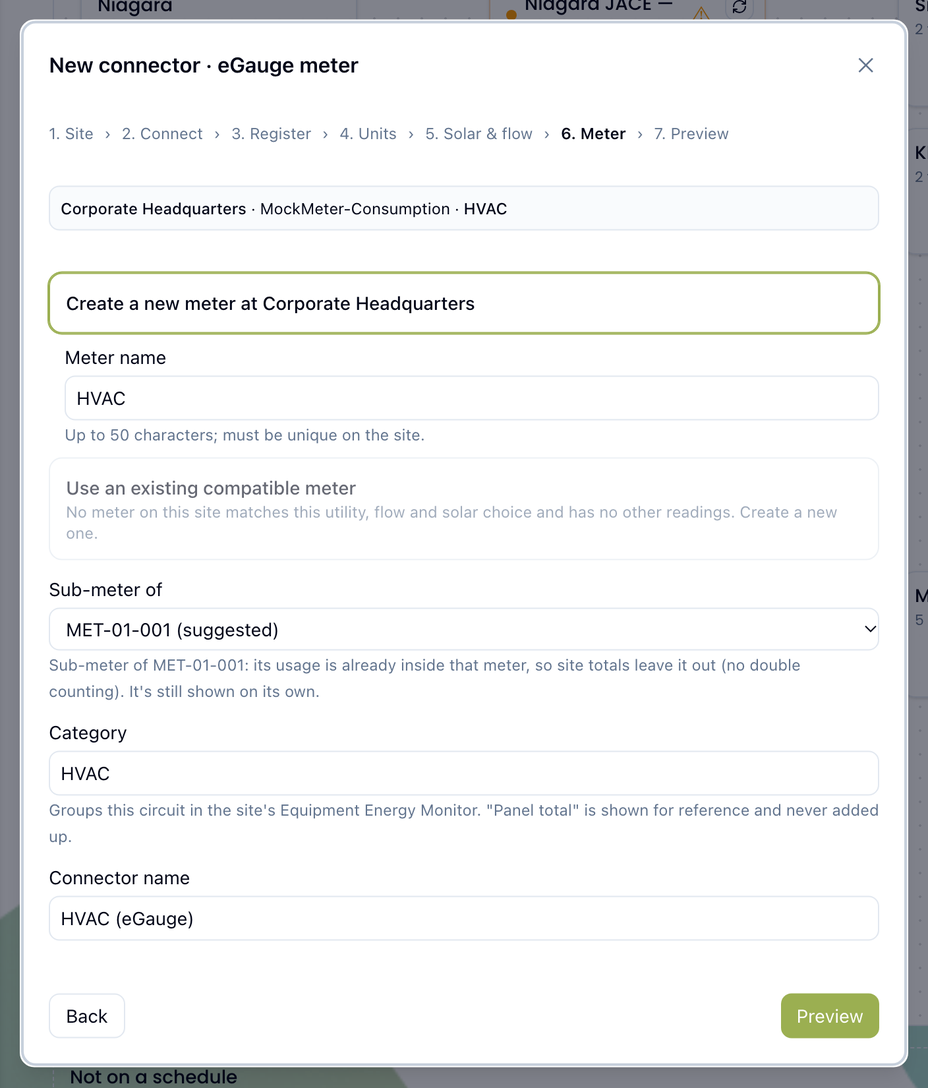 Niagara
Niagara JACE —
New connector · eGauge meter
1. Site › 2. Connect › 3. Register › 4. Units › 5. Solar & flow › 6. Meter › 7. Preview
Corporate Headquarters · MockMeter-Consumption · HVAC
Create a new meter at Corporate Headquarters
Meter name
HVAC
Up to 50 characters; must be unique on the site.
Use an existing compatible meter
No meter on this site matches this utility, flow and solar choice and has no other readings. Create a new
one.
Sub-meter of
MET-01-001 (suggested)
Sub-meter of MET-01-001: its usage is already inside that meter, so site totals leave it out (no double
counting). It's still shown on its own.
Category
HVAC
Groups this circuit in the site's Equipment Energy Monitor. "Panel total" is shown for reference and never added
up.
Connector name
HVAC (eGauge)
Back
Preview
Not on a schedule